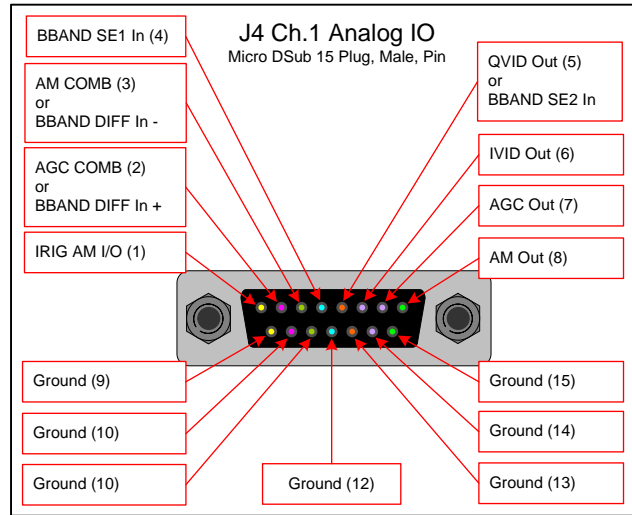 J4 Ch.1 Analog IO
Micro DSub 15 Plug, Male, Pin
BBAND SE1 In (4)
AM COMB (3)
or
BBAND DIFF In -
AGC COMB (2)
or
BBAND DIFF In +
IRIG AM I/O (1)
QVID Out (5)
or
BBAND SE2 In
IVID Out (6)
AGC Out (7)
AM Out (8)
Ground (9)
Ground (10)
Ground (10)
Ground (12)
Ground (15)
Ground (14)
Ground (13)